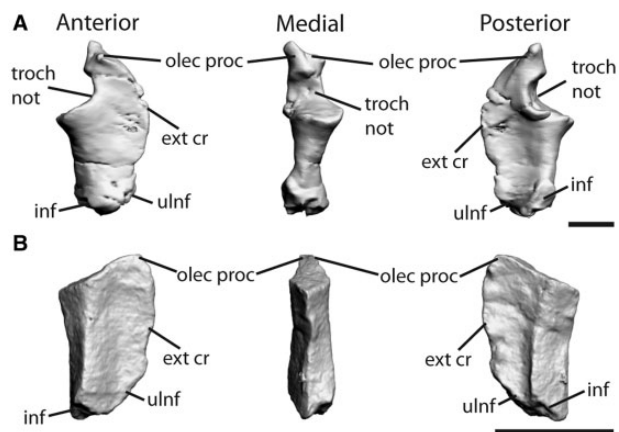 A
Anterior
Medial
Posterior
olec proc
olec proc
troch
not
troch
not
troch
not
ext cr
ext cr
inf
ulnf
ulnf
inf
B
olec proc
olec proc
ext cr
ext cr
ulnf
inf
ulnf
inf